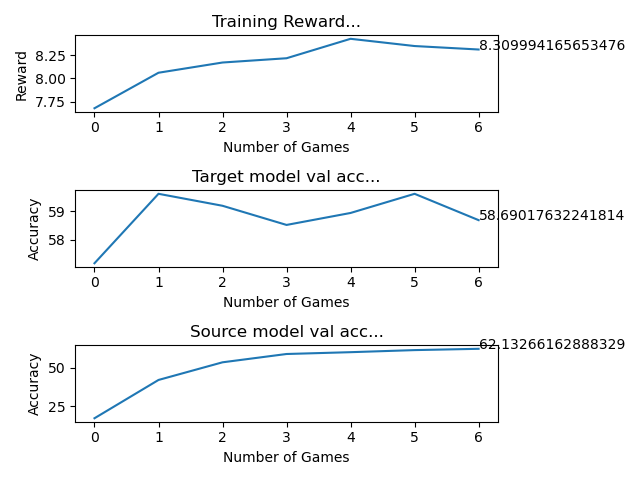 Training Reward...
8.309994165653476
8.25
8.00
7.75
Reward
0 1 2 3 4 5 6
Number of Games
Target model val acc...
59
58
58.69017632241814
Accuracy
0 1 2 3 4 5 6
Number of Games
Source model val acc...
62.13266162888329
50
25
Accuracy
0 1 2 3 4 5 6
Number of Games